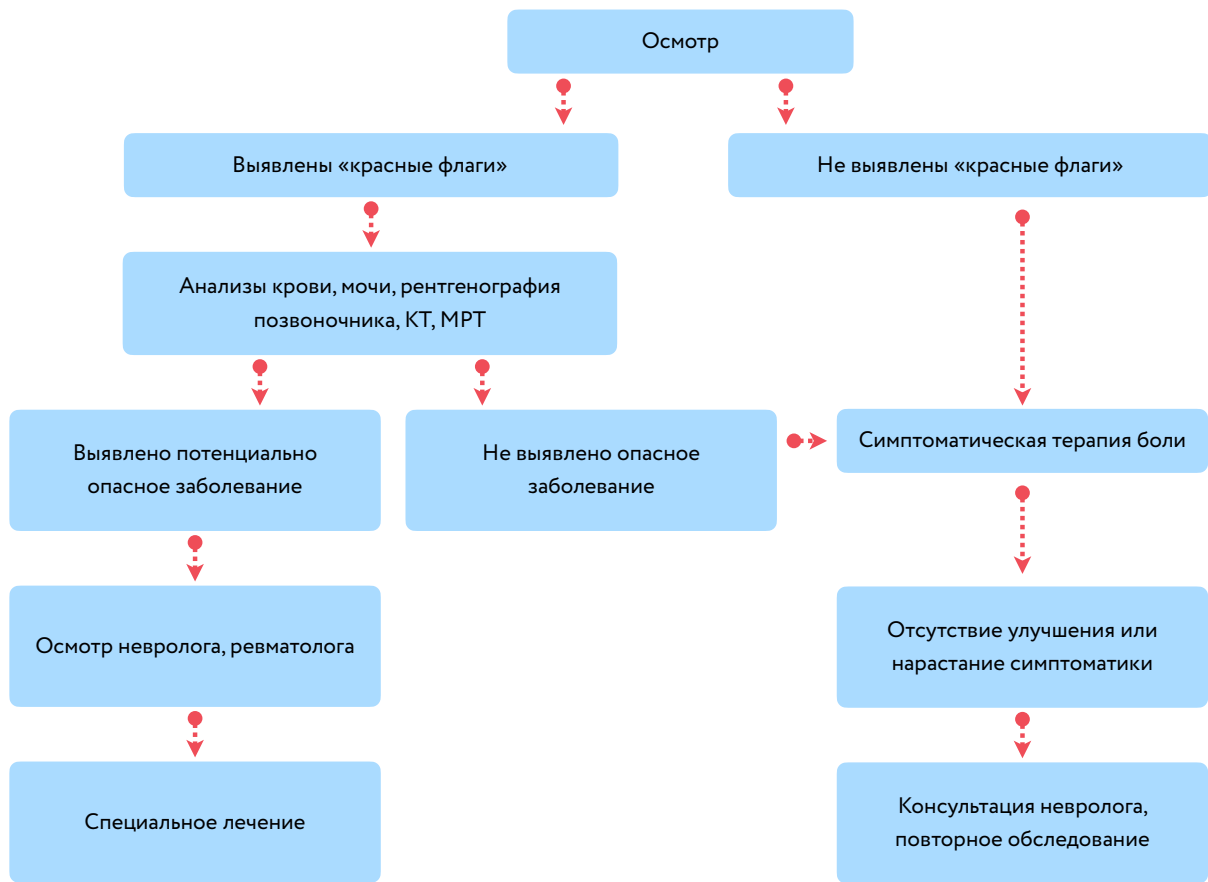 Осмотр
Выявлены «красные флаги»
Не выявлены «красные флаги»
Анализы крови, мочи, рентгенография
позвоночника, КТ, МРТ
Выявлено потенциально
опасное заболевание
Не выявлено опасное
заболевание
Симптоматическая терапия боли
Осмотр невролога, ревматолога
Отсутствие улучшения или
нарастание симптоматики
Специальное лечение
Консультация невролога,
повторное обследование